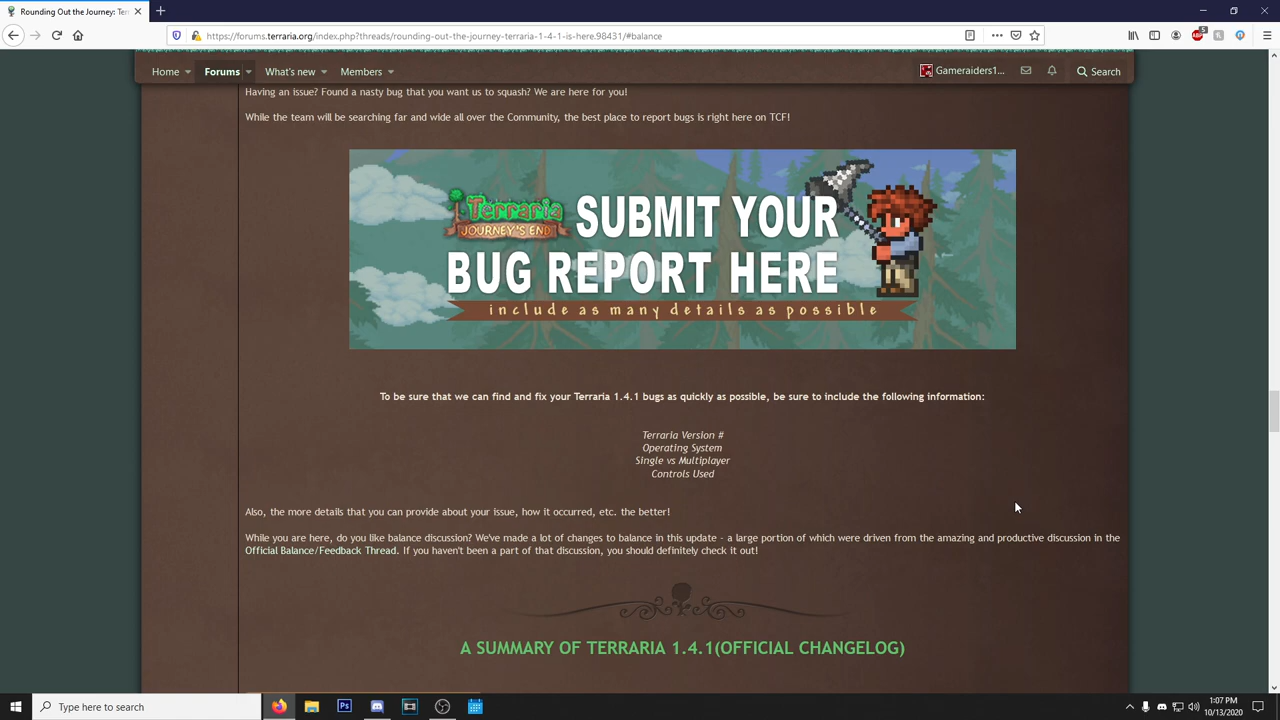 Rounding Out the Journey: Terr
https://forums.terraria.org/index.php?threads/rounding-out-the-journey-terraria-1-4-1-is-here.98431/#balance
Home Forums What's new Members Gameraiders1... Search
Having an issue? Found a nasty bug that you want us to squash? We are here for you!
While the team will be searching far and wide all over the Community, the best place to report bugs is right here on TCF!
Terraria
JOURNEY'S END
SUBMIT YOUR
BUG REPORT HERE
include as many details as possible
To be sure that we can find and fix your Terraria 1.4.1 bugs as quickly as possible, be sure to include the following information:
Terraria Version #
Operating System
Single vs Multiplayer
Controls Used
Also, the more details that you can provide about your issue, how it occurred, etc. the better!
While you are here, do you like balance discussion? We've made a lot of changes to balance in this update - a large portion of which were driven from the amazing and productive discussion in the
Official Balance/Feedback Thread. If you haven't been a part of that discussion, you should definitely check it out!
A SUMMARY OF TERRARIA 1.4.1(OFFICIAL CHANGELOG)
Type here to search
Ps
1:07 PM
10/13/2020